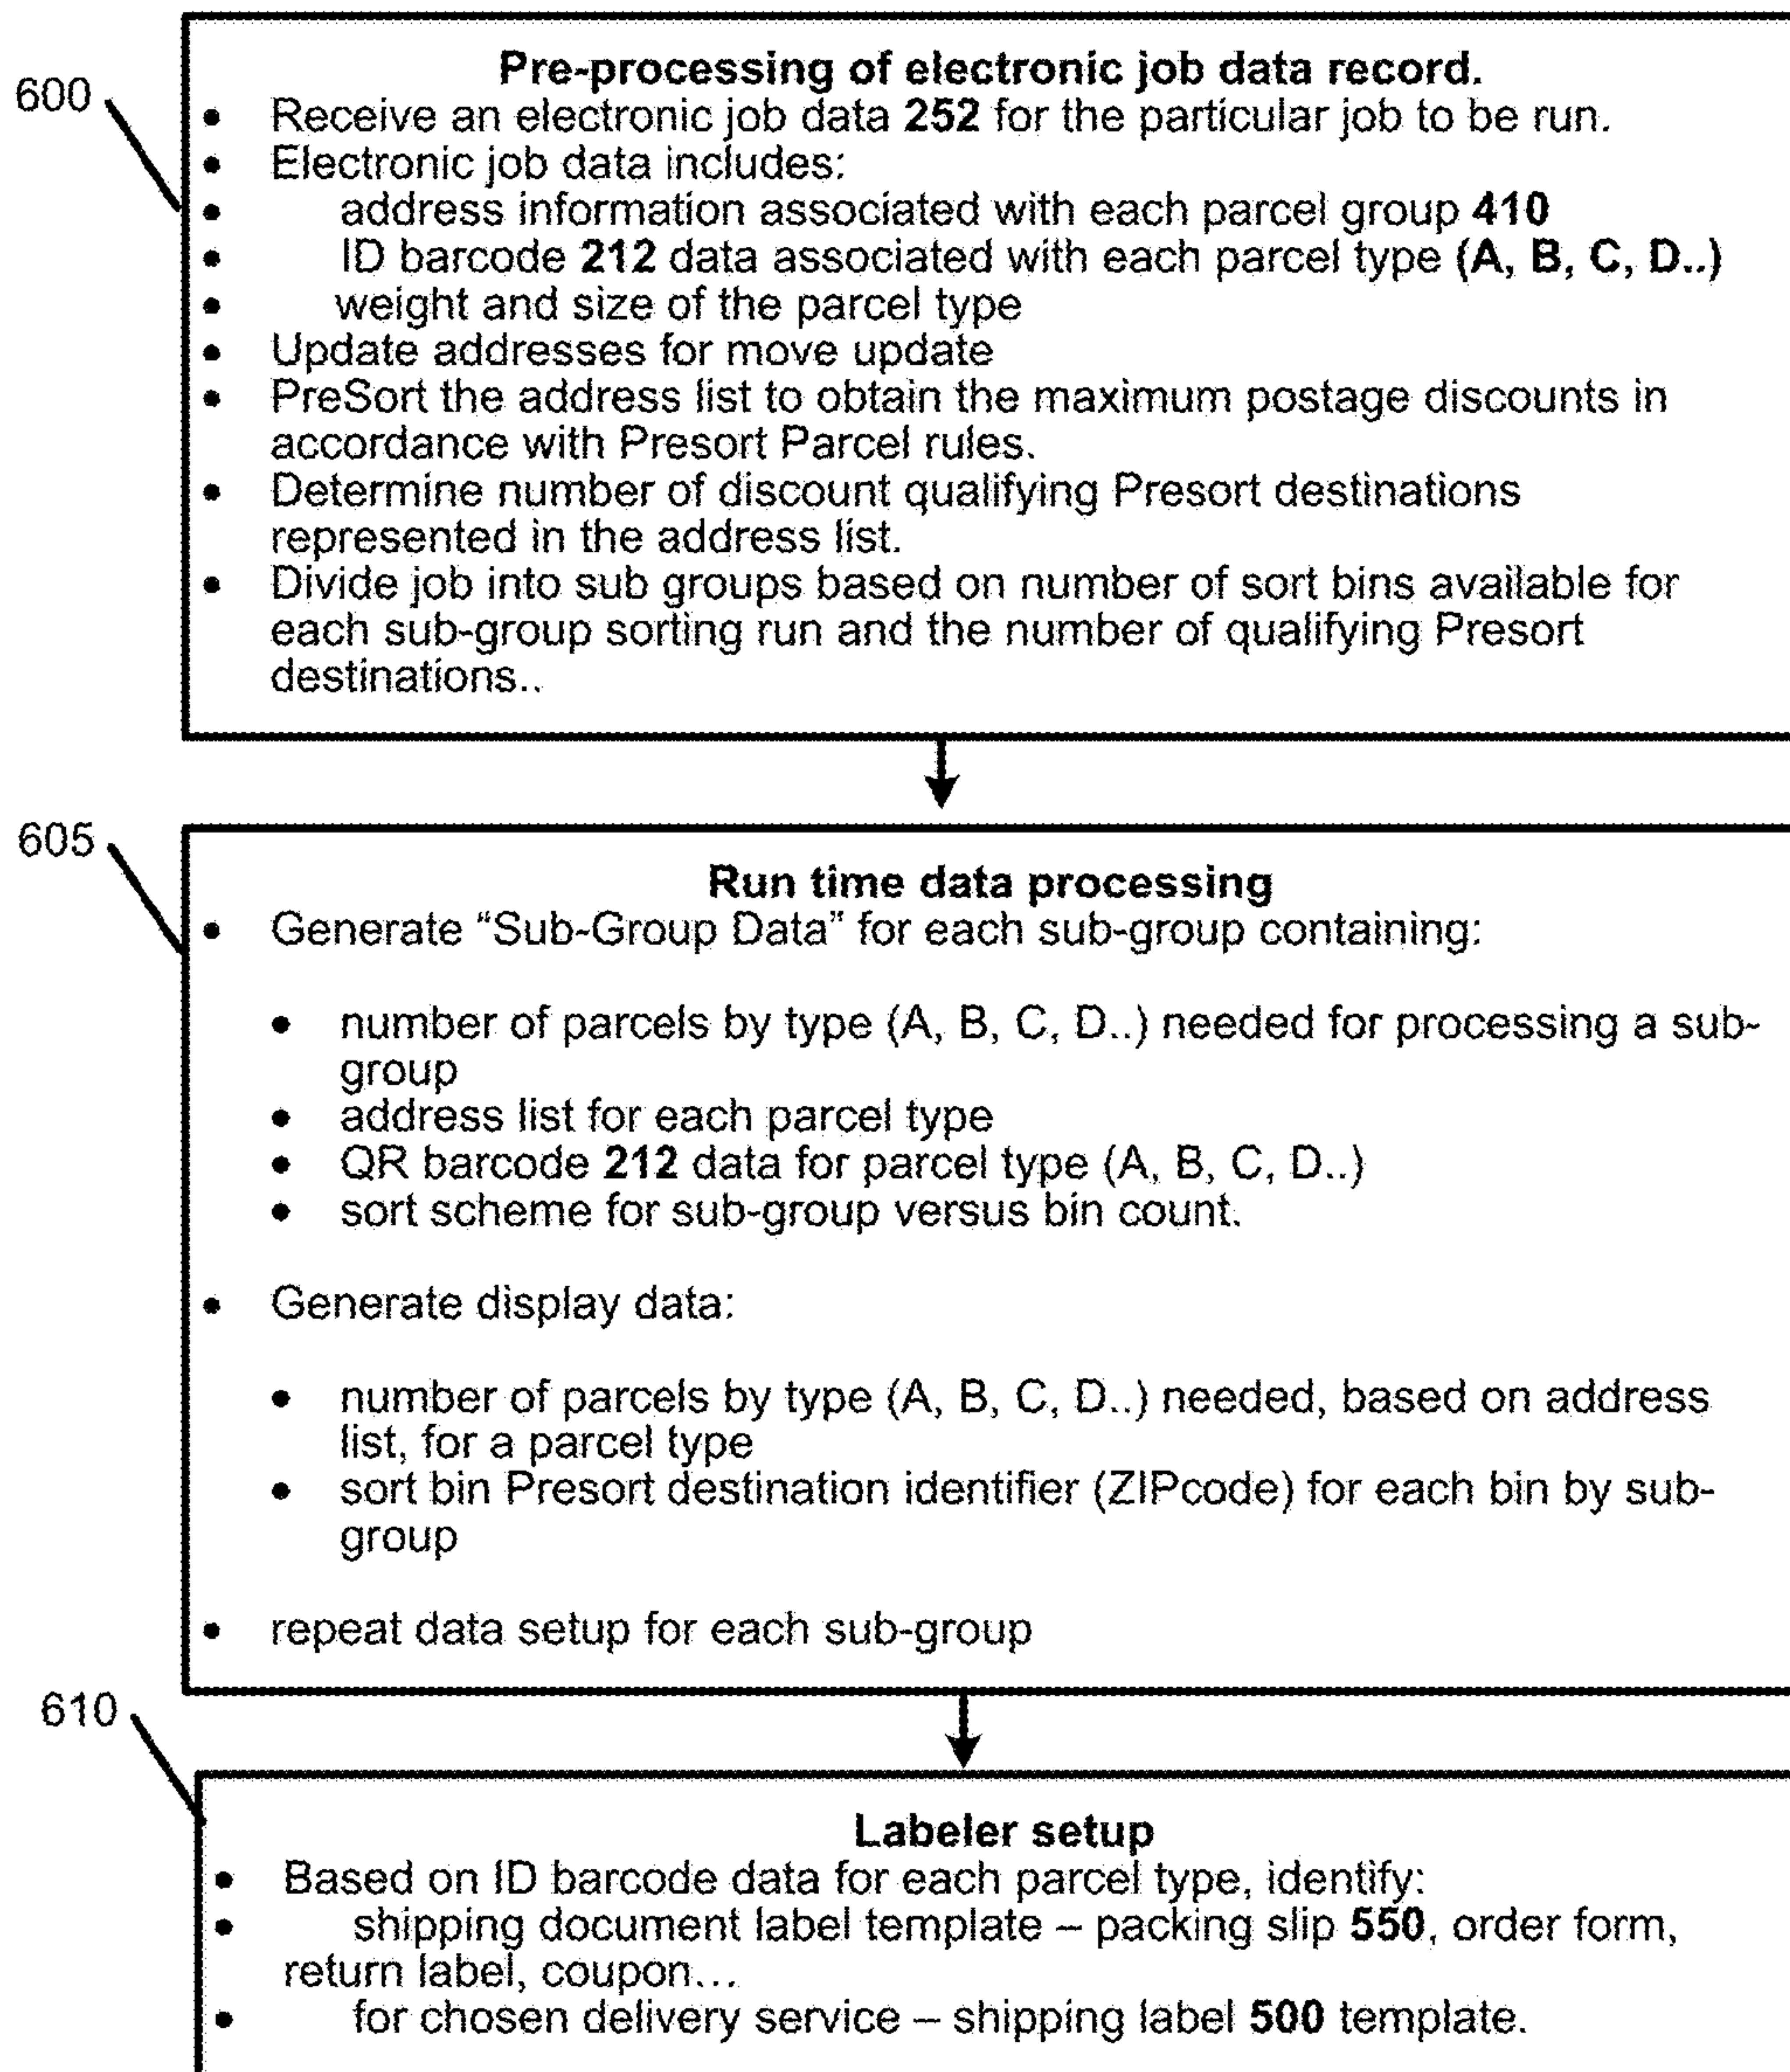 600
Pre-processing of electronic job data record.
• Receive an electronic job data 252 for the particular job to be run.
• Electronic job data includes:
• address information associated with each parcel group 410
• ID barcode 212 data associated with each parcel type (A, B, C, D..)
• weight and size of the parcel type
• Update addresses for move update
• PreSort the address list to obtain the maximum postage discounts in
accordance with Presort Parcel rules.
• Determine number of discount qualifying Presort destinations
represented in the address list.
• Divide job into sub groups based on number of sort bins available for
each sub-group sorting run and the number of qualifying Presort
destinations..
605
Run time data processing
• Generate “Sub-Group Data” for each sub-group containing:
• number of parcels by type (A, B, C, D..) needed for processing a sub-
group
• address list for each parcel type
• QR barcode 212 data for parcel type (A, B, C, D..)
• sort scheme for sub-group versus bin count.
• Generate display data:
• number of parcels by type (A, B, C, D..) needed, based on address
list, for a parcel type
• sort bin Presort destination identifier (ZIPcode) for each bin by sub-
group
• repeat data setup for each sub-group
610
Labeler setup
• Based on ID barcode data for each parcel type, identify:
• shipping document label template – packing slip 550, order form,
return label, coupon...
• for chosen delivery service – shipping label 500 template.